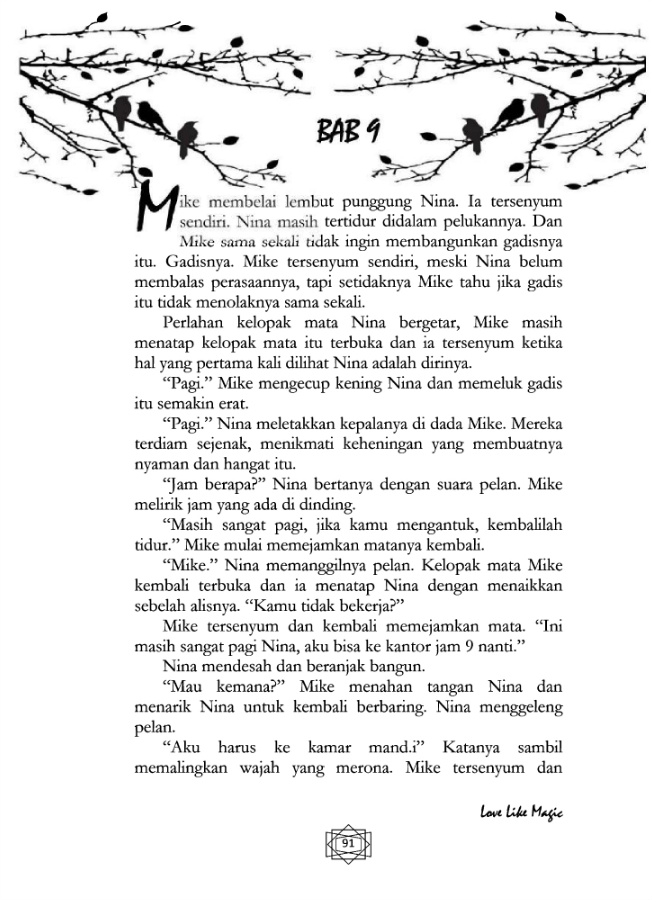 BAB 9
Mike membelai lembut punggung Nina. Ia tersenyum
sendiri. Nina masih tertidur didalam pelukannya. Dan
Mike sama sekali tidak ingin membangunkan gadisnya
itu. Gadisnya. Mike tersenyum sendiri, meski Nina belum
membalas perasaannya, tapi setidaknya Mike tahu jika gadis
itu tidak menolaknya sama sekali.
Perlahan kelopak mata Nina bergetar, Mike masih
menatap kelopak mata itu terbuka dan ia tersenyum ketika
hal yang pertama kali dilihat Nina adalah dirinya.
“Pagi.” Mike mengecup kening Nina dan memeluk gadis
itu semakin erat.
“Pagi.” Nina meletakkan kepalanya di dada Mike. Mereka
terdiam sejenak, menikmati keheningan yang membuatnya
nyaman dan hangat itu.
“Jam berapa?” Nina bertanya dengan suara pelan. Mike
melirik jam yang ada di dinding.
“Masih sangat pagi, jika kamu mengantuk, kembalilah
tidur.” Mike mulai memejamkan matanya kembali.
“Mike.” Nina memanggilnya pelan. Kelopak mata Mike
kembali terbuka dan ia menatap Nina dengan menaikkan
sebelah alisnya. “Kamu tidak bekerja?”
Mike tersenyum dan kembali memejamkan mata. “Ini
masih sangat pagi Nina, aku bisa ke kantor jam 9 nanti.”
Nina mendesah dan beranjak bangun.
“Mau kemana?” Mike menahan tangan Nina dan
menarik Nina untuk kembali berbaring. Nina menggeleng
pelan.
“Aku harus ke kamar mand.i” Katanya sambil
memalingkan wajah yang merona. Mike tersenyum dan
Love Like Magic
91